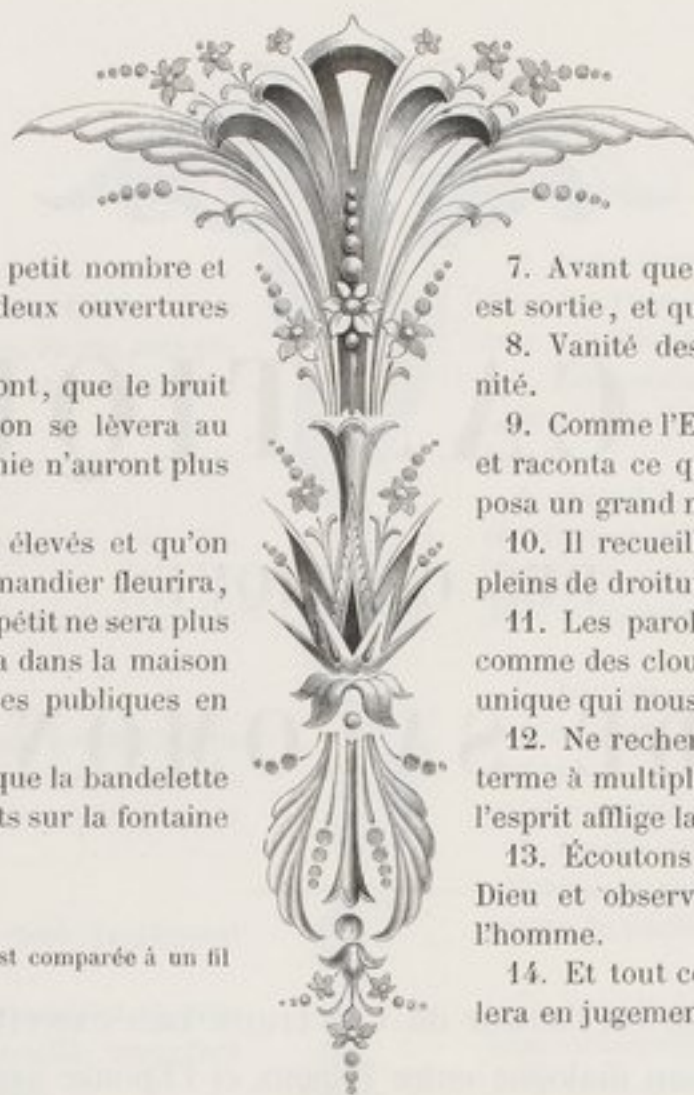 petit nombre et
deux ouvertures
ont, que le bruit
on se lèvera au
nie n'auront plus
élevés et qu'on
mandier fleurira,
pétit ne sera plus
a dans la maison
es publiques en
que la bandelette
ts sur la fontaine
st comparée à un fil
7. Avant que
est sortie, et qu
8. Vanité des
nité.
9. Comme l'E
et raconta ce q
posa un grand
10. Il recueil
pleins de droitu
11. Les parol
comme des clou
unique qui nous
12. Ne recher
terme à multipl
l'esprit afflige la
13. Écoutons
Dieu et observ
l'homme.
14. Et tout c
lera en jugemen